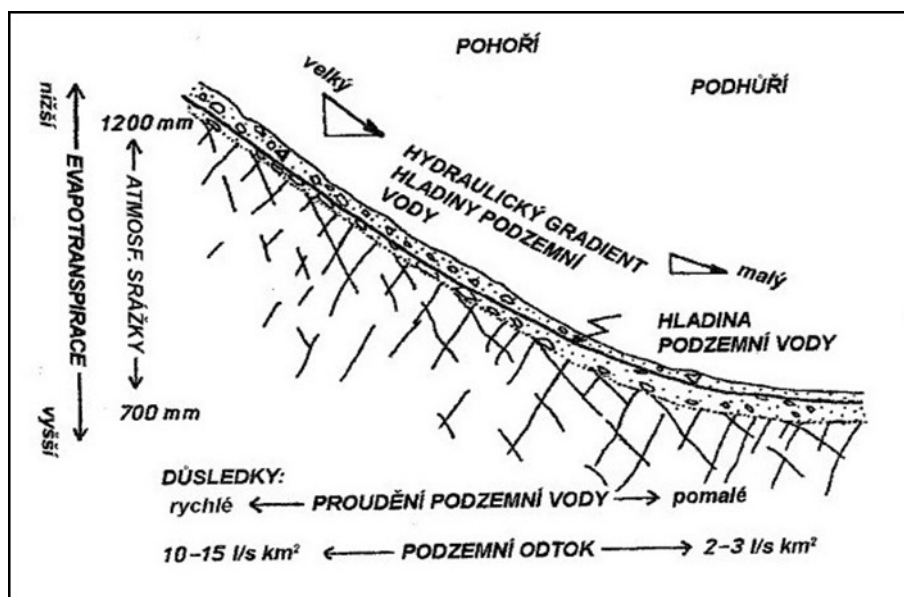 POHOŘÍ
PODHŮŘÍ
velký
nižší
EVAPOTRANSPIRACE
vyšší
1200 mm
ATMOSF. SRÁŽKY
700 mm
HYDRAULICKÝ GRADIENT
HLADINY PODZEMNÍ
VODY
malý
HLADINA
PODZEMNÍ VODY
DŮSLEDKY:
rychlé PROUDĚNÍ PODZEMNÍ VODY pomalé
10–15 l/s km² PODZEMNÍ ODTOK 2–3 l/s km²